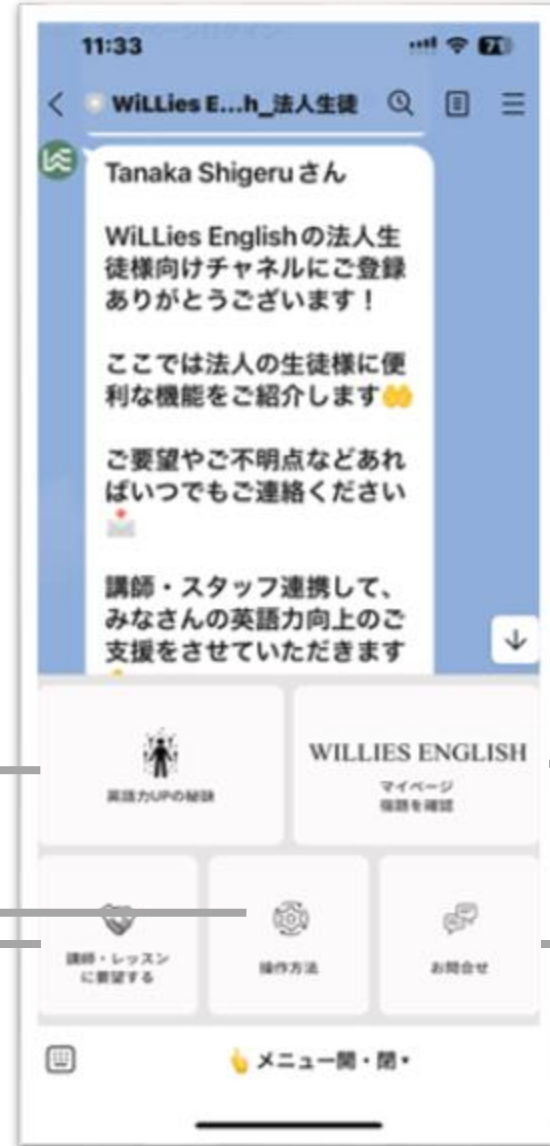 11:33
71
WiLLies E...h_法人生徒
Tanaka Shigeruさん
WiLLies Englishの法人生
徒様向けチャネルにご登録
ありがとうございます！
ここでは法人の生徒様に便
利な機能をご紹介します🤲
ご要望やご不明点などあれ
ばいつでもご連絡ください
📩
講師・スタッフ連携して、
みなさんの英語力向上のご
支援をさせていただきます
英語力UPの秘訣
WILLIES ENGLISH
マイページ
宿題を確認
講師・レッスン
に要望する
操作方法
お問合せ
👆メニュー開・閉▾